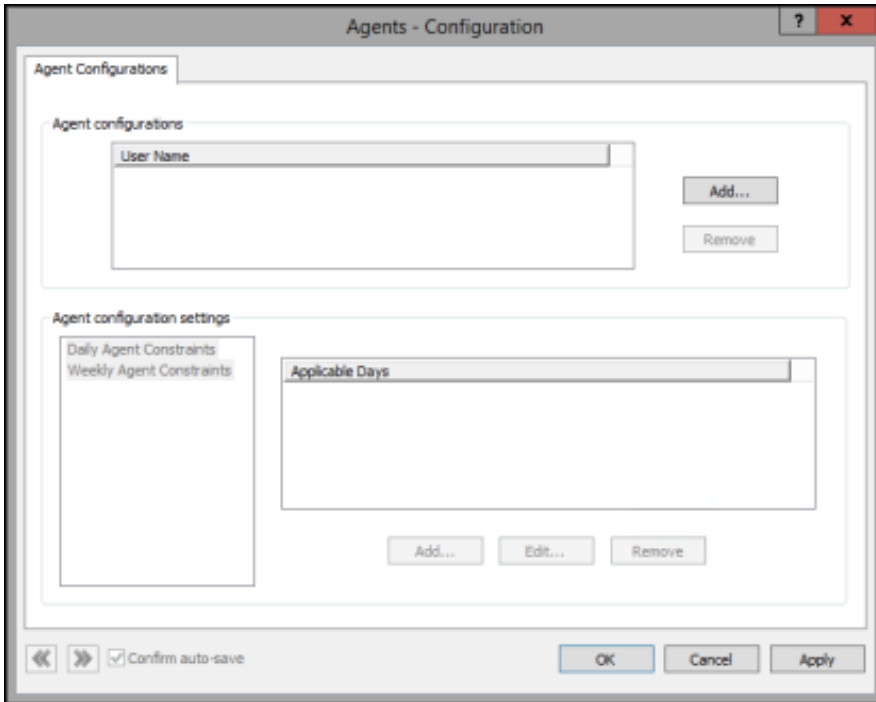 Agents - Configuration
? x
Agent Configurations
Agent configurations
User Name
Add...
Remove
Agent configuration settings
Daily Agent Constraints
Weekly Agent Constraints
Applicable Days
Add... Edit... Remove
Confirm auto-save
OK Cancel Apply